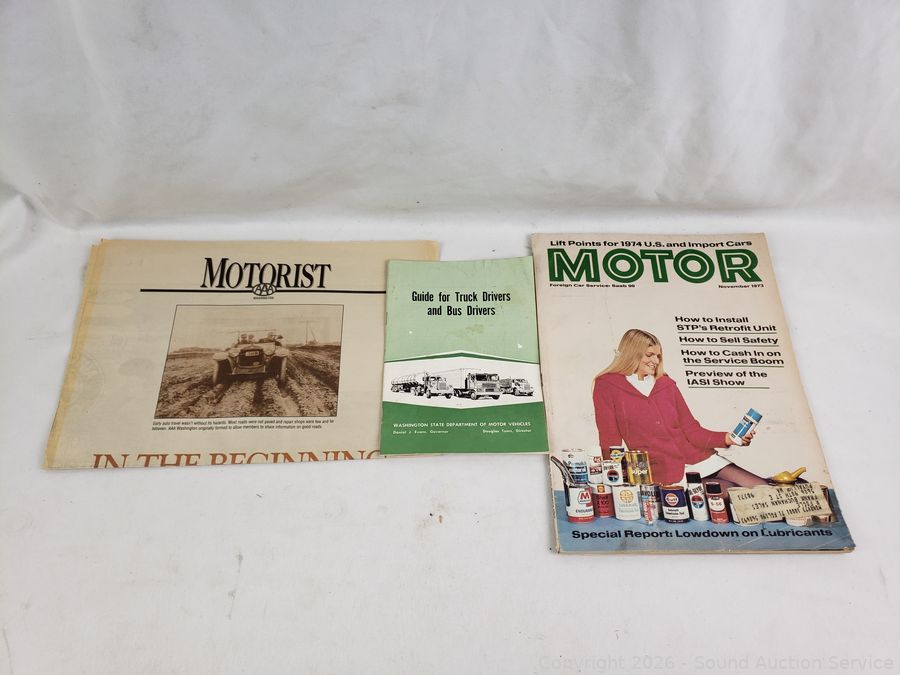 MOTORIST
AAA
WASHINGTON
Early auto travel wasn't without its hazards. Most roads were not paved and repair shops were few and far
between. AAA Washington originally formed to allow members to share information on good roads.
IN THE BEGINNING
Guide for Truck Drivers
and Bus Drivers
WASHINGTON STATE DEPARTMENT OF MOTOR VEHICLES
Daniel J. Evans, Governor
Douglas Toms, Director
Lift Points for 1974 U.S. and Import Cars
MOTOR
Foreign Car Service: Saab 99
November 1973
How to Install
STP's Retrofit Unit
How to Sell Safety
How to Cash In on
the Service Boom
Preview of the
IASI Show
super
Gulf
Special Report: Lowdown on Lubricants
Copyright 2026 - Sound Auction Service